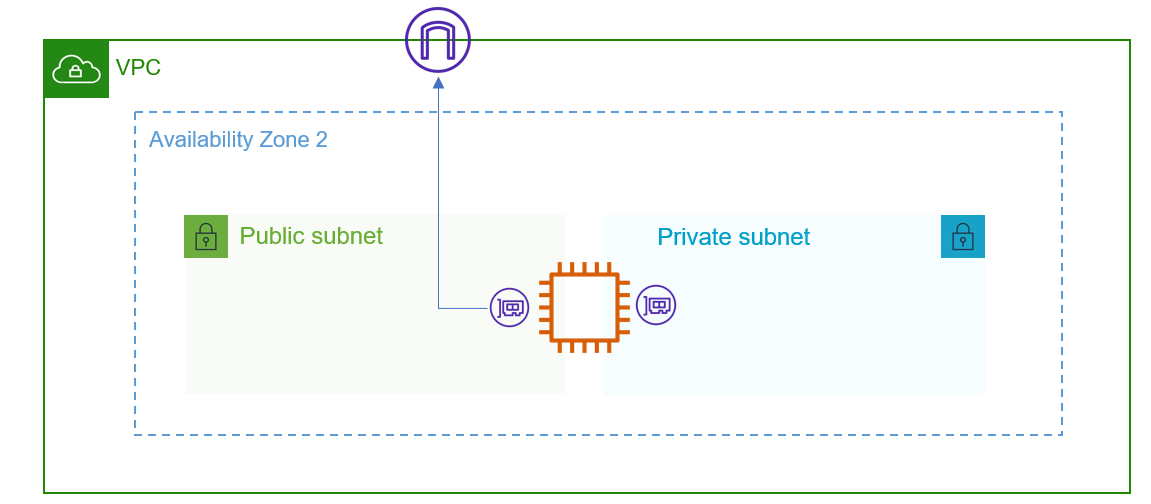 VPC
Availability Zone 2
Public subnet
Private subnet